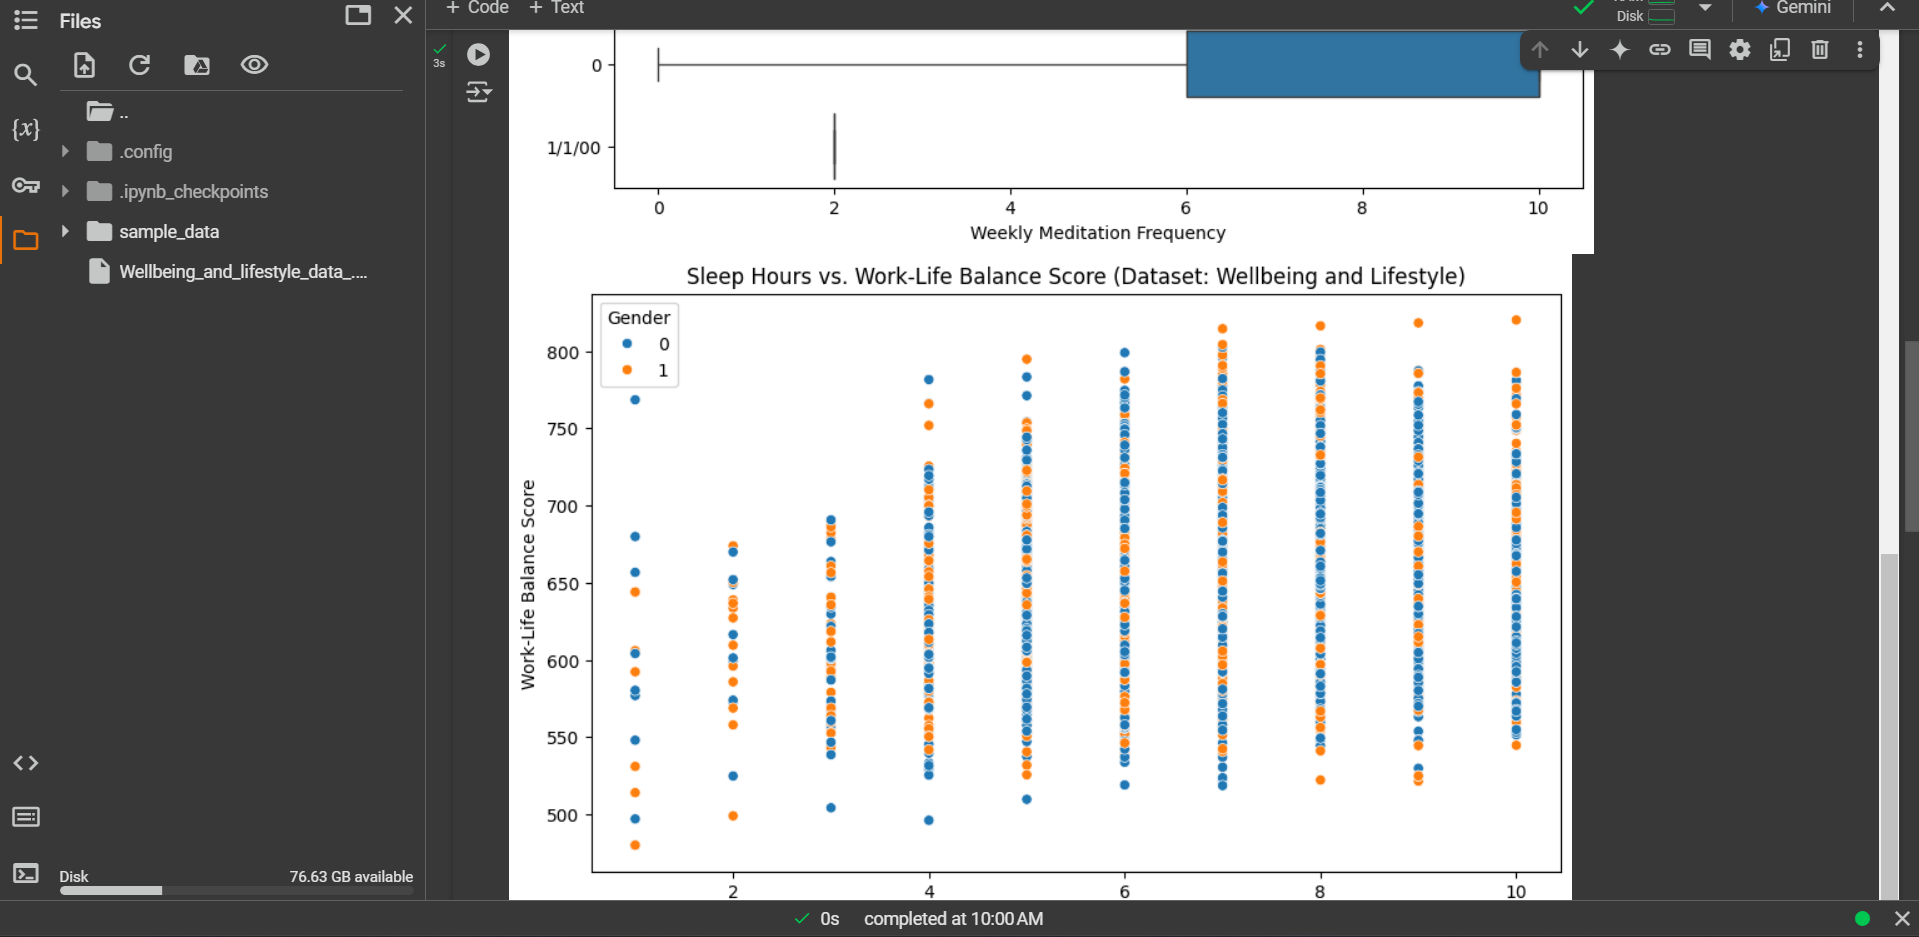 Files
+ Code + Text
Disk
Gemini
{x}
..
.config
.ipynb_checkpoints
sample_data
Wellbeing_and_lifestyle_data_....
3s
0
1/1/00
0 2 4 6 8 10
Weekly Meditation Frequency
Sleep Hours vs. Work-Life Balance Score (Dataset: Wellbeing and Lifestyle)
Gender
0
1
Work-Life Balance Score
800
750
700
650
600
550
500
2 4 6 8 10
Disk 76.63 GB available
0s completed at 10:00 AM